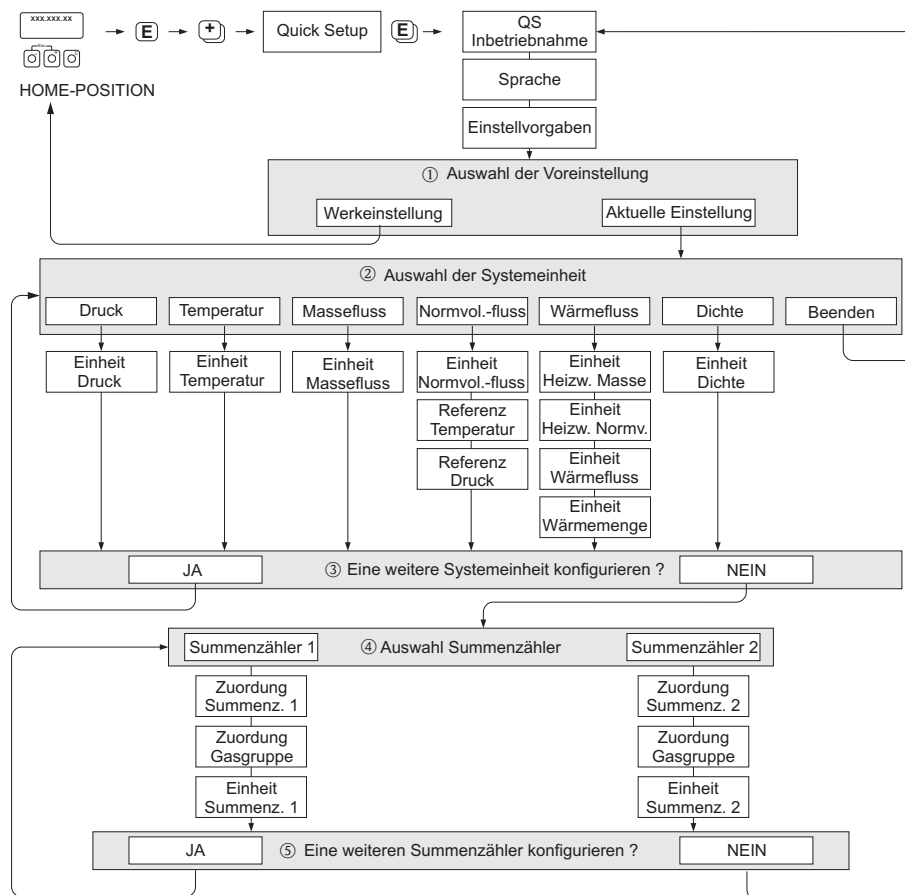 xxx.xxx.xx
Esc
E
+
Quick Setup
E
QS
Inbetriebnahme
HOME-POSITION
Sprache
Einstellvorgaben
① Auswahl der Voreinstellung
Werkeinstellung
Aktuelle Einstellung
② Auswahl der Systemeinheit
Druck
Temperatur
Massefluss
Normvol.-fluss
Wärmefluss
Dichte
Beenden
Einheit
Druck
Einheit
Temperatur
Einheit
Massefluss
Einheit
Normvol.-fluss
Einheit
Heizw. Masse
Einheit
Dichte
Referenz
Temperatur
Einheit
Heizw. Normv.
Referenz
Druck
Einheit
Wärmefluss
Einheit
Wärmemenge
JA
③ Eine weitere Systemeinheit konfigurieren ?
NEIN
Summenzähler 1
④ Auswahl Summenzähler
Summenzähler 2
Zuordung
Summenz. 1
Zuordung
Summenz. 2
Zuordung
Gasgruppe
Zuordung
Gasgruppe
Einheit
Summenz. 1
Einheit
Summenz. 2
JA
⑤ Eine weiteren Summenzähler konfigurieren ?
NEIN